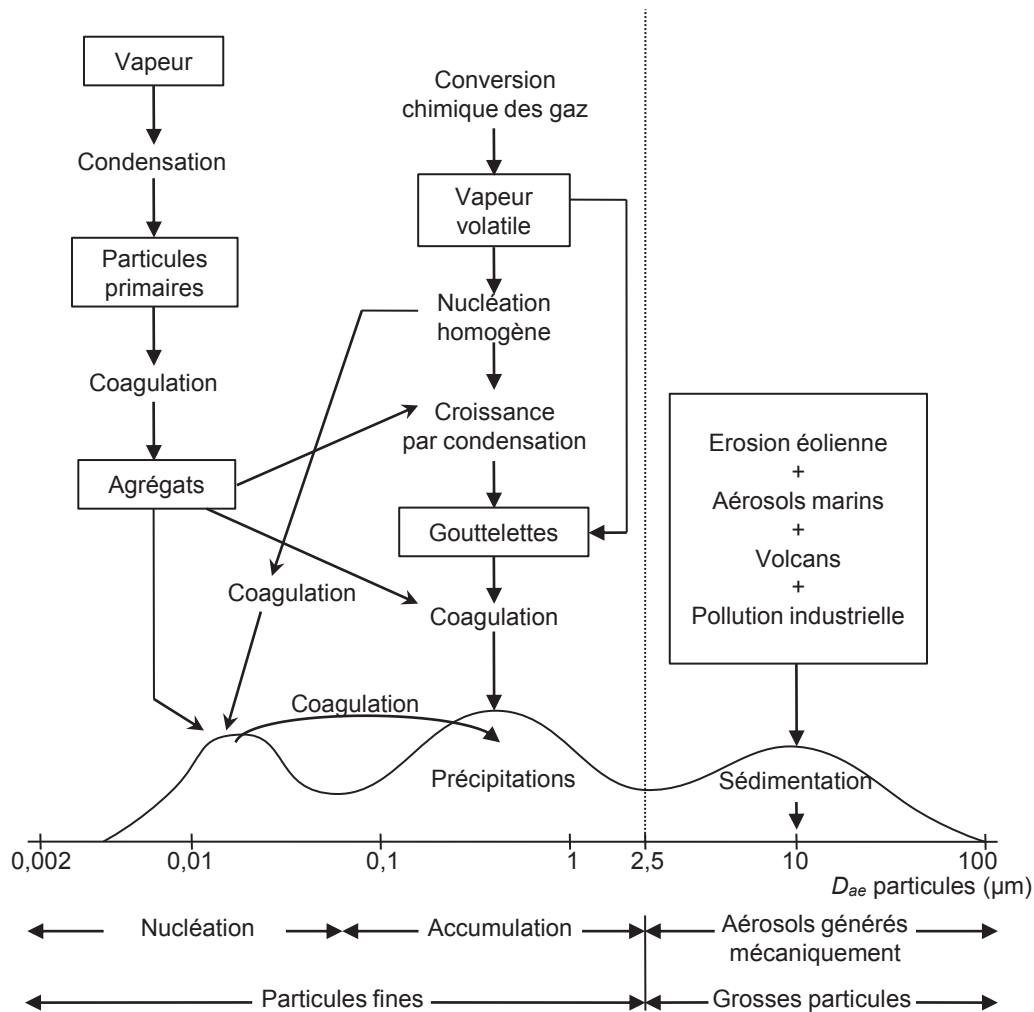 Vapeur
Condensation
Particules
primaires
Coagulation
Agrégats
Conversion
chimique des gaz
Vapeur
volatile
Nucléation
homogène
Croissance
par condensation
Gouttelettes
Coagulation
Coagulation
Coagulation
Erosion éolienne
+
Aérosols marins
+
Volcans
+
Pollution industrielle
Précipitations
Sédimentation
0,002
0,01
0,1
1
2,5
10
100
Dae particules (µm)
Nucléation
Accumulation
Aérosols générés
mécaniquement
Particules fines
Grosses particules